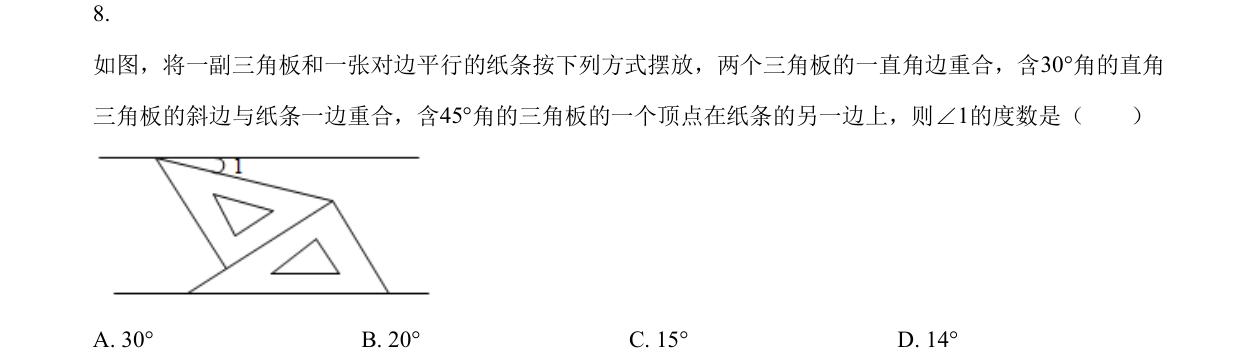 8.
如图，将一副三角板和一张对边平行的纸条按下列方式摆放，两个三角板的一直角边重合，含30°角的直角
三角板的斜边与纸条一边重合，含45°角的三角板的一个顶点在纸条的另一边上，则∠1的度数是（　　）
1
A. 30° B. 20° C. 15° D. 14°